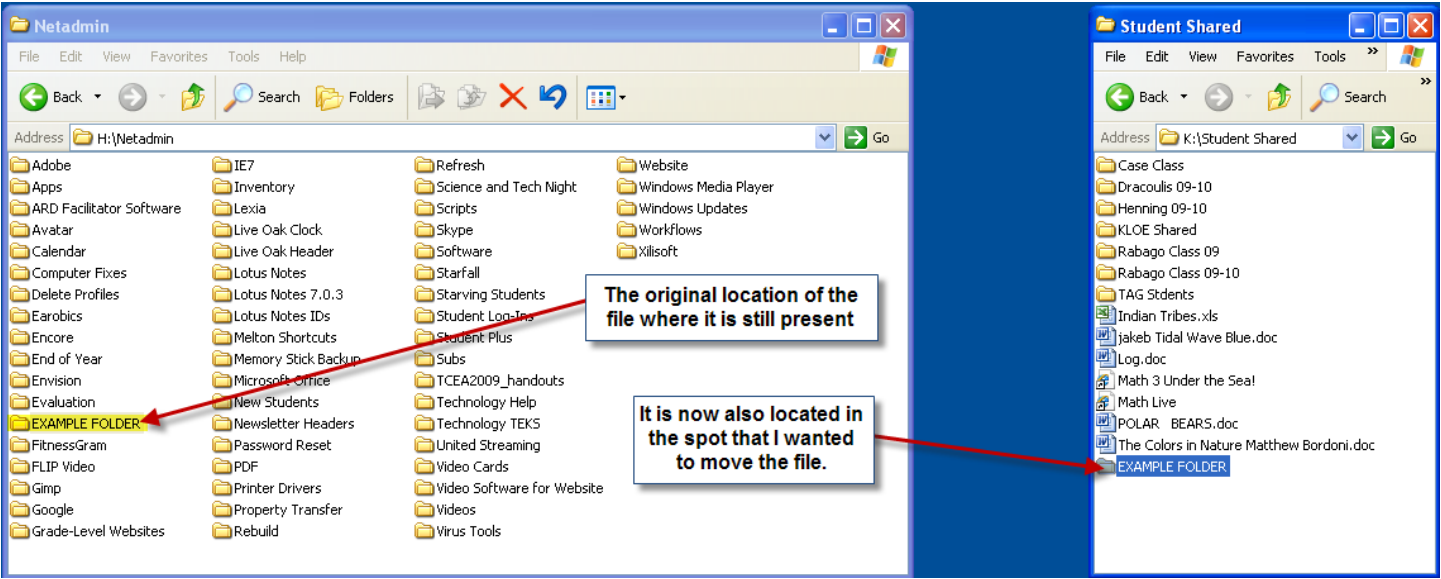 Netadmin
File Edit View Favorites Tools Help
Back Search Folders
Address H:\Netadmin Go
Adobe
Apps
ARD Facilitator Software
Avatar
Calendar
Computer Fixes
Delete Profiles
Earobics
Encore
End of Year
Envision
Evaluation
EXAMPLE FOLDER
FitnessGram
FLIP Video
Gimp
Google
Grade-Level Websites
IE7
Inventory
Lexia
Live Oak Clock
Live Oak Header
Lotus Notes
Lotus Notes 7.0.3
Lotus Notes IDs
Melton Shortcuts
Memory Stick Backup
Microsoft Office
New Students
Newsletter Headers
Password Reset
PDF
Printer Drivers
Property Transfer
Rebuild
Refresh
Science and Tech Night
Scripts
Skype
Software
Starfall
Starving Students
Student Log-Ins
Student Plus
Subs
TCEA2009_handouts
Technology Help
Technology TEKS
United Streaming
Video Cards
Video Software for Website
Videos
Virus Tools
Website
Windows Media Player
Windows Updates
Workflows
Xilisoft
The original location of the
file where it is still present
It is now also located in
the spot that I wanted
to move the file.
Student Shared
File Edit View Favorites Tools »
Back Search »
Address K:\Student Shared Go
Case Class
Dracoulis 09-10
Henning 09-10
KLOE Shared
Rabago Class 09
Rabago Class 09-10
TAG Stdents
Indian Tribes.xls
jakeb Tidal Wave Blue.doc
Log.doc
Math 3 Under the Sea!
Math Live
POLAR BEARS.doc
The Colors in Nature Matthew Bordoni.doc
EXAMPLE FOLDER